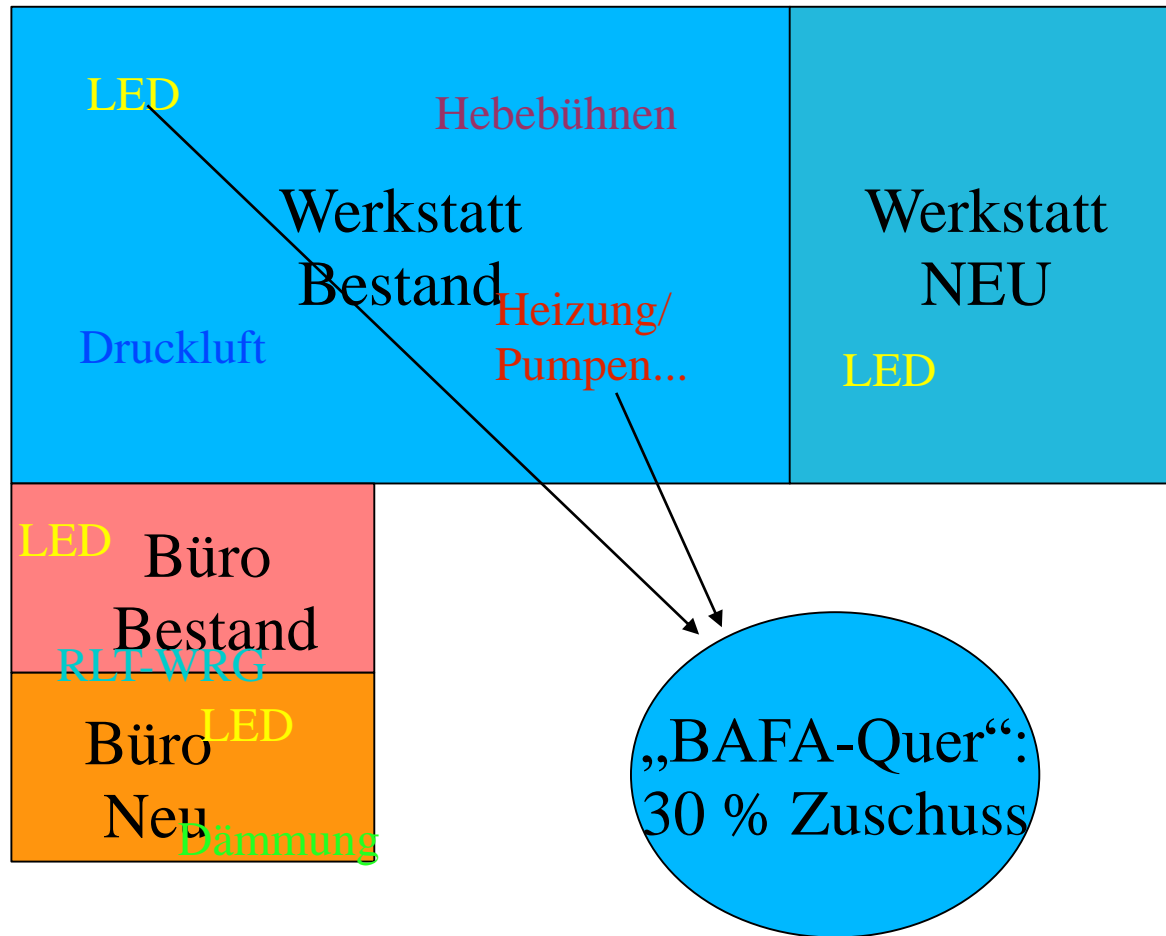 LED
Hebebühnen
Werkstatt
Bestand
Heizung/
Pumpen...
Druckluft
Werkstatt
NEU
LED
LED
Büro
Bestand
RLT-WRG
LED
Büro
Neu
Dämmung
„BAFA-Quer“:
30 % Zuschuss